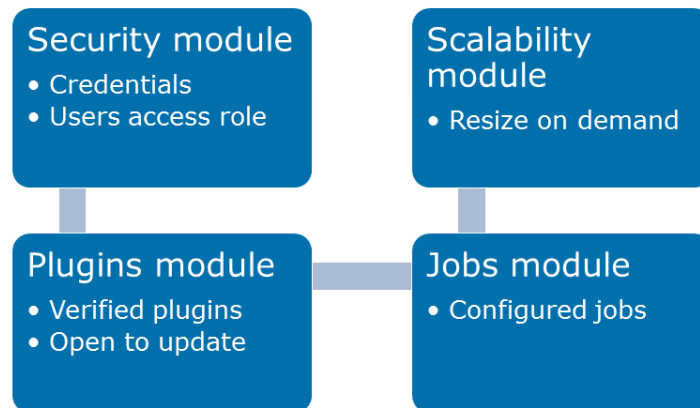 Security module
• Credentials
• Users access role
Scalability
module
• Resize on demand
Plugins module
• Verified plugins
• Open to update
Jobs module
• Configured jobs